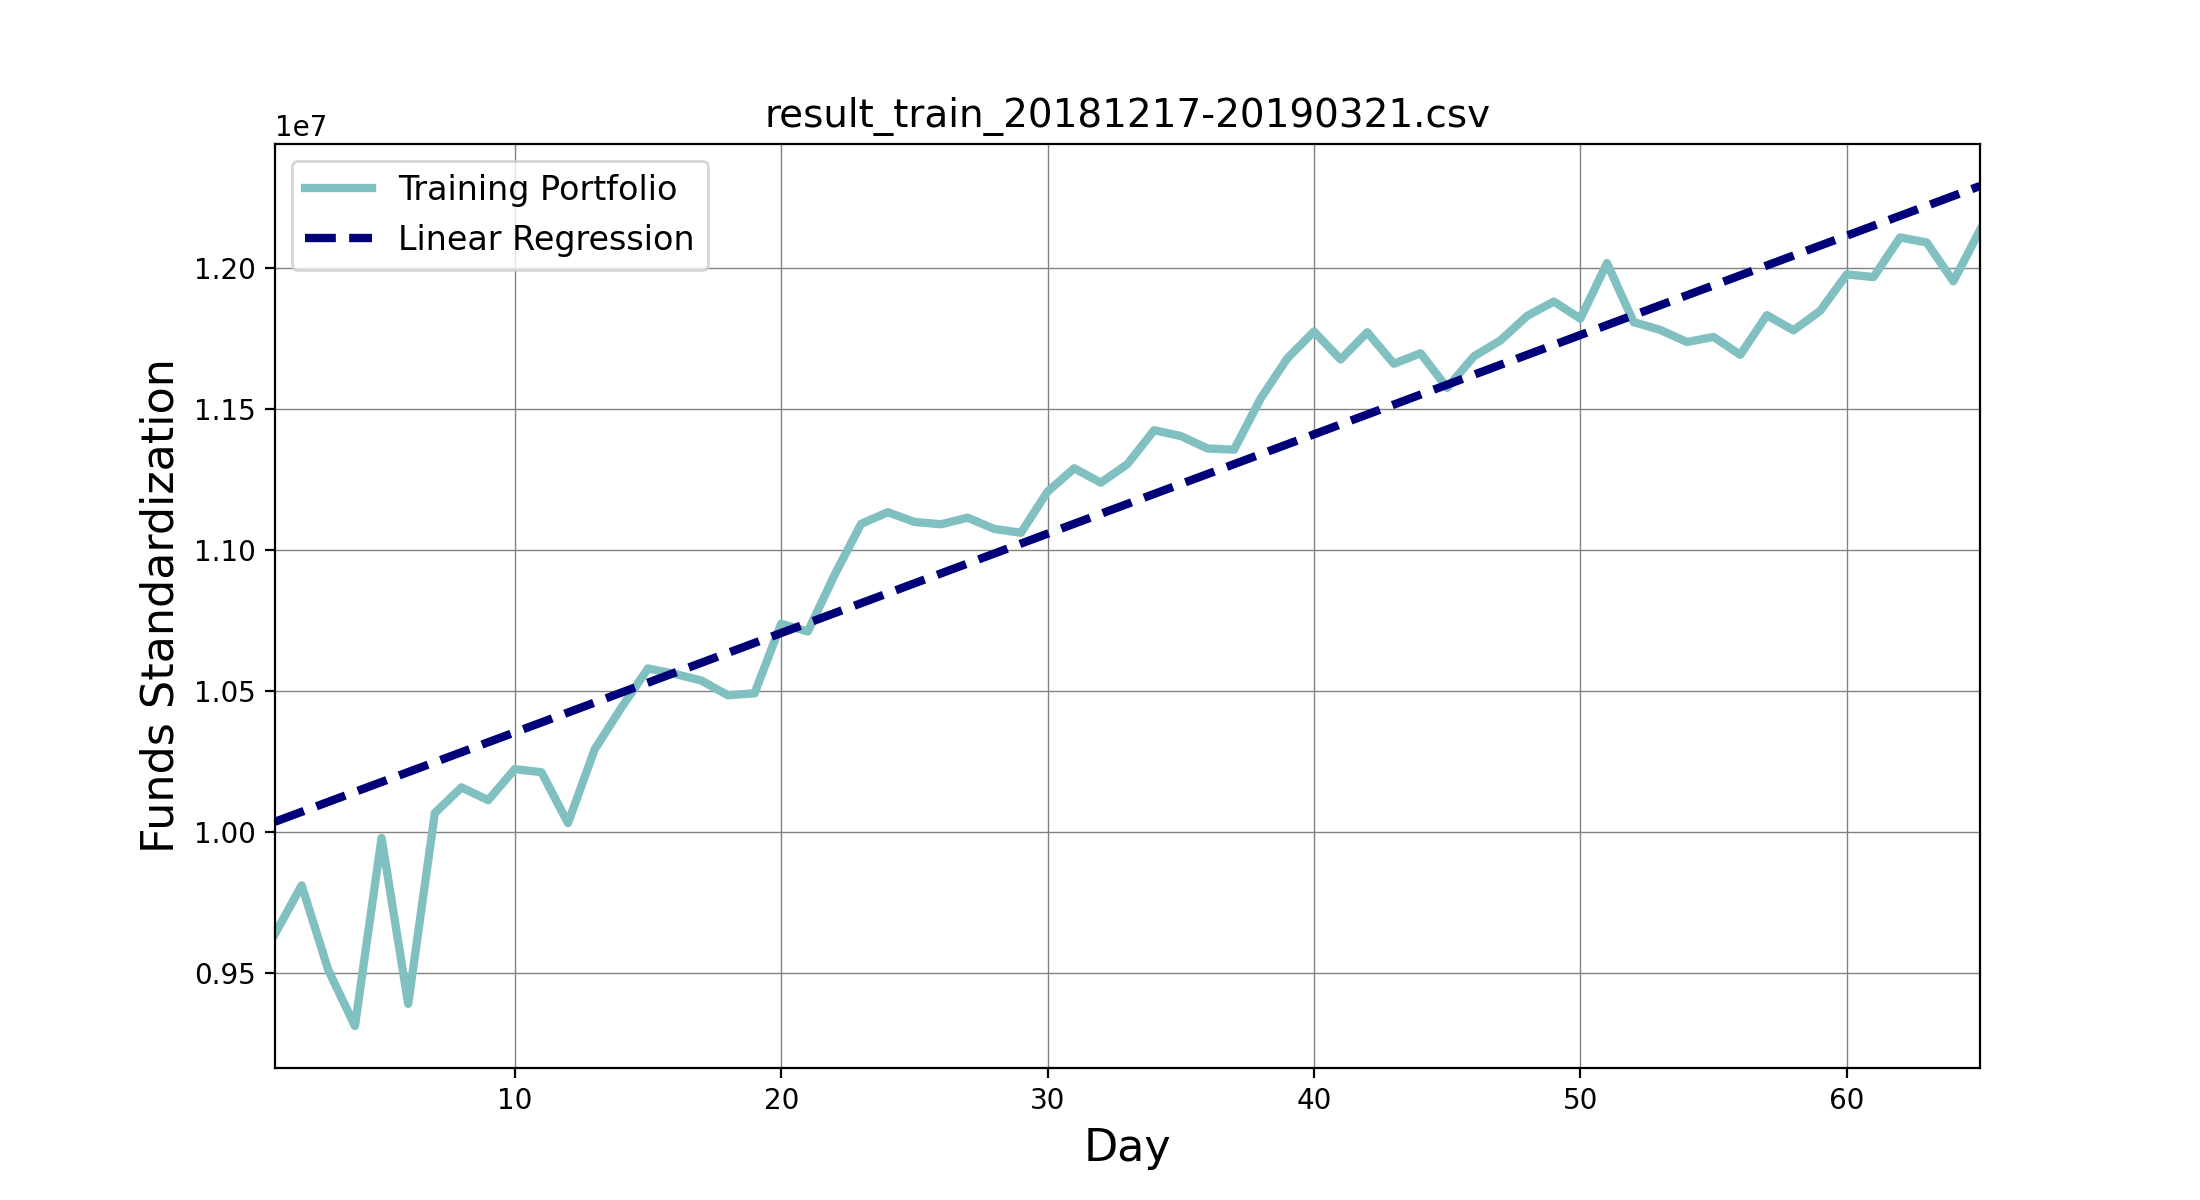 result_train_20181217-20190321.csv
1e7
Training Portfolio
Linear Regression
1.20
1.15
1.10
1.05
1.00
0.95
Funds Standardization
10 20 30 40 50 60
Day